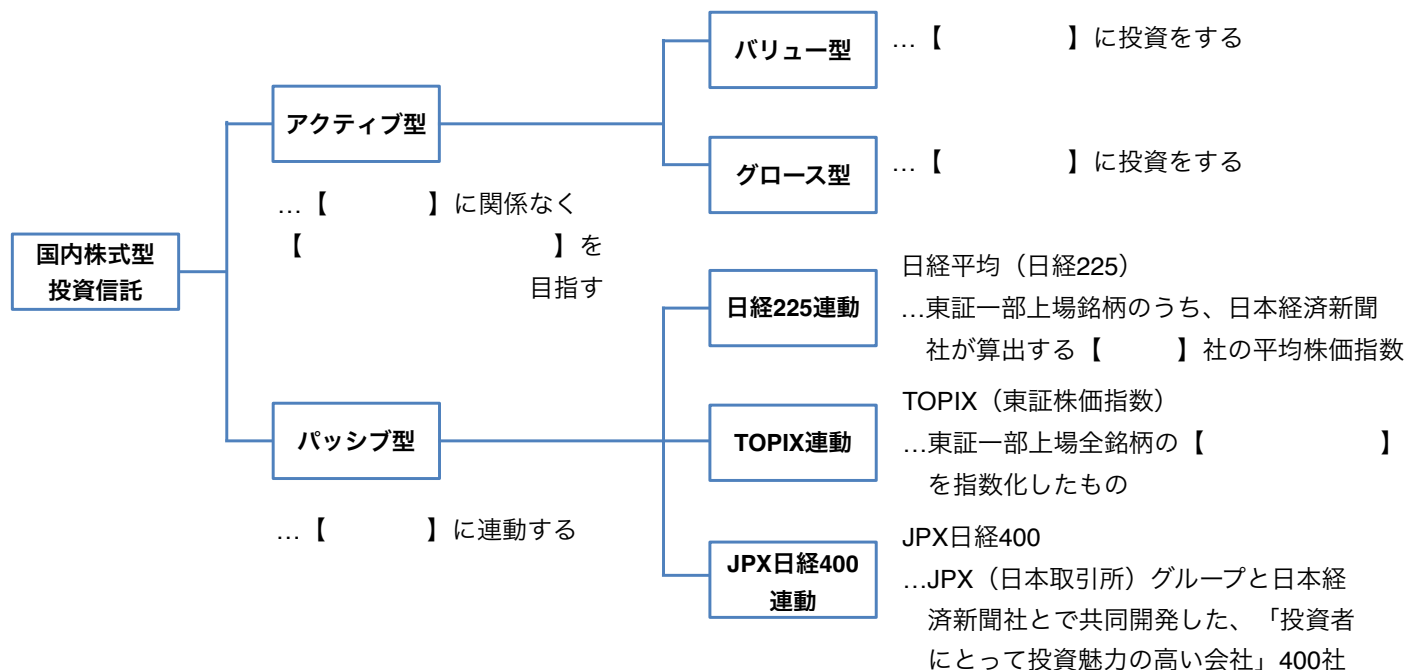 国内株式型
投資信託
アクティブ型
…【　　　　】に関係なく
【　　　　　　　　　】を
目指す
バリュー型
…【　　　　　】に投資をする
グロース型
…【　　　　　】に投資をする
パッシブ型
…【　　　　】に連動する
日経225連動
日経平均（日経225）
…東証一部上場銘柄のうち、日本経済新聞
社が算出する【　　　】社の平均株価指数
TOPIX連動
TOPIX（東証株価指数）
…東証一部上場全銘柄の【　　　　　　　】
を指数化したもの
JPX日経400
連動
JPX日経400
…JPX（日本取引所）グループと日本経
済新聞社とで共同開発した、「投資者
にとって投資魅力の高い会社」400社